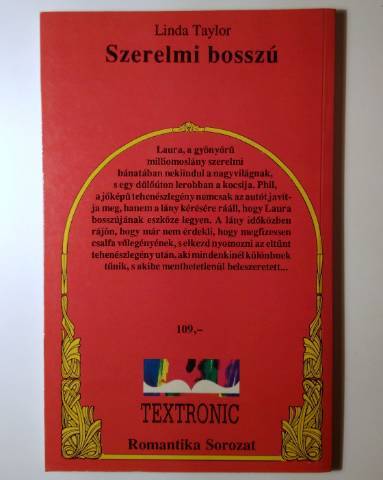 Linda Taylor
Szerelmi bosszú
Laura, a gyönyörű
milliomoslány szerelmi
bánatában nekiindul a nagyvilágnak,
s egy dűlőúton lerobban a kocsija. Phil,
a jóképű tehenészlegény nemcsak az autót javít-
ja meg, hanem a lány kérésére rááll, hogy Laura
bosszújának eszköze legyen. A lány időközben
rájön, hogy már nem érdekli, hogy megfizessen
csalfa vőlegényének, s elkezd nyomozni az eltűnt
tehenészlegény után, aki mindenkinél különbnek
tűnik, s akibe menthetetlenül beleszeretett...
109,–
TEXTRONIC
Romantika Sorozat